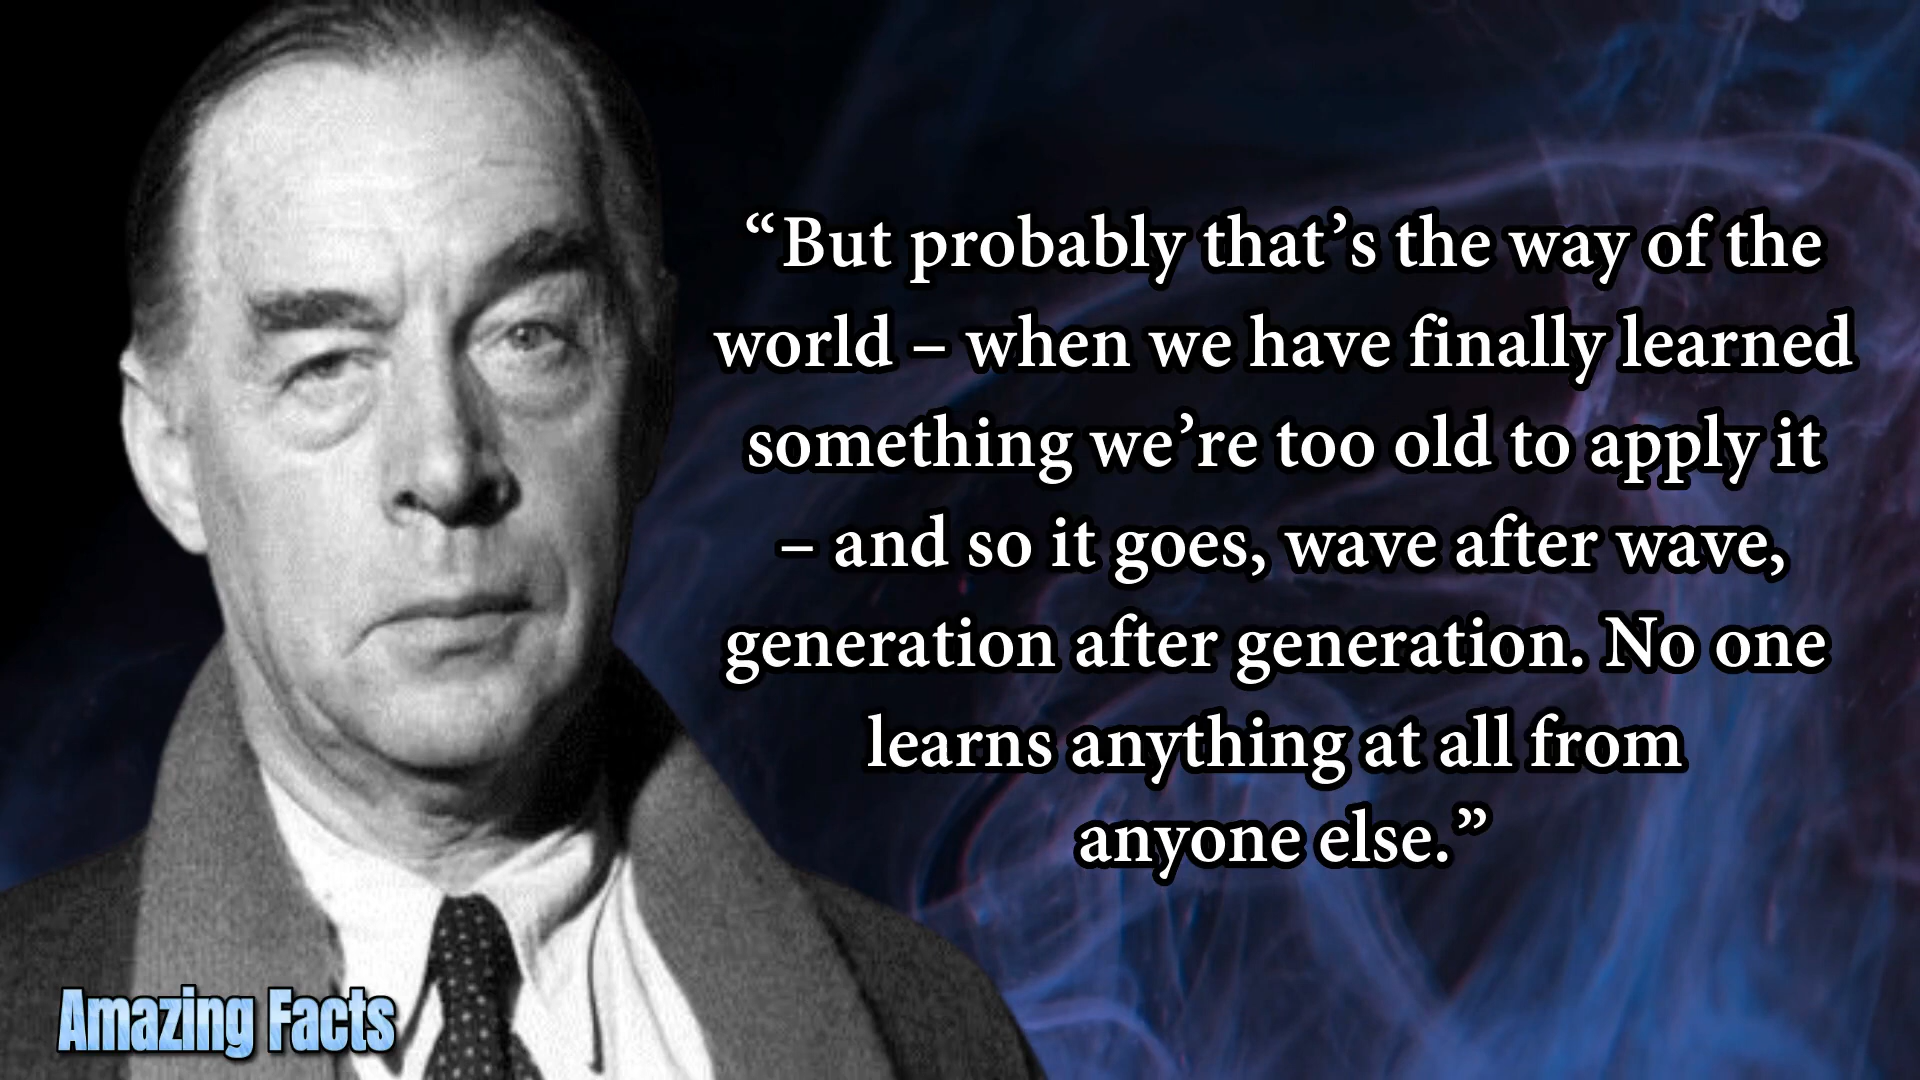 “But probably that’s the way of the
world – when we have finally learned
something we’re too old to apply it
– and so it goes, wave after wave,
generation after generation. No one
learns anything at all from
anyone else.”
Amazing Facts